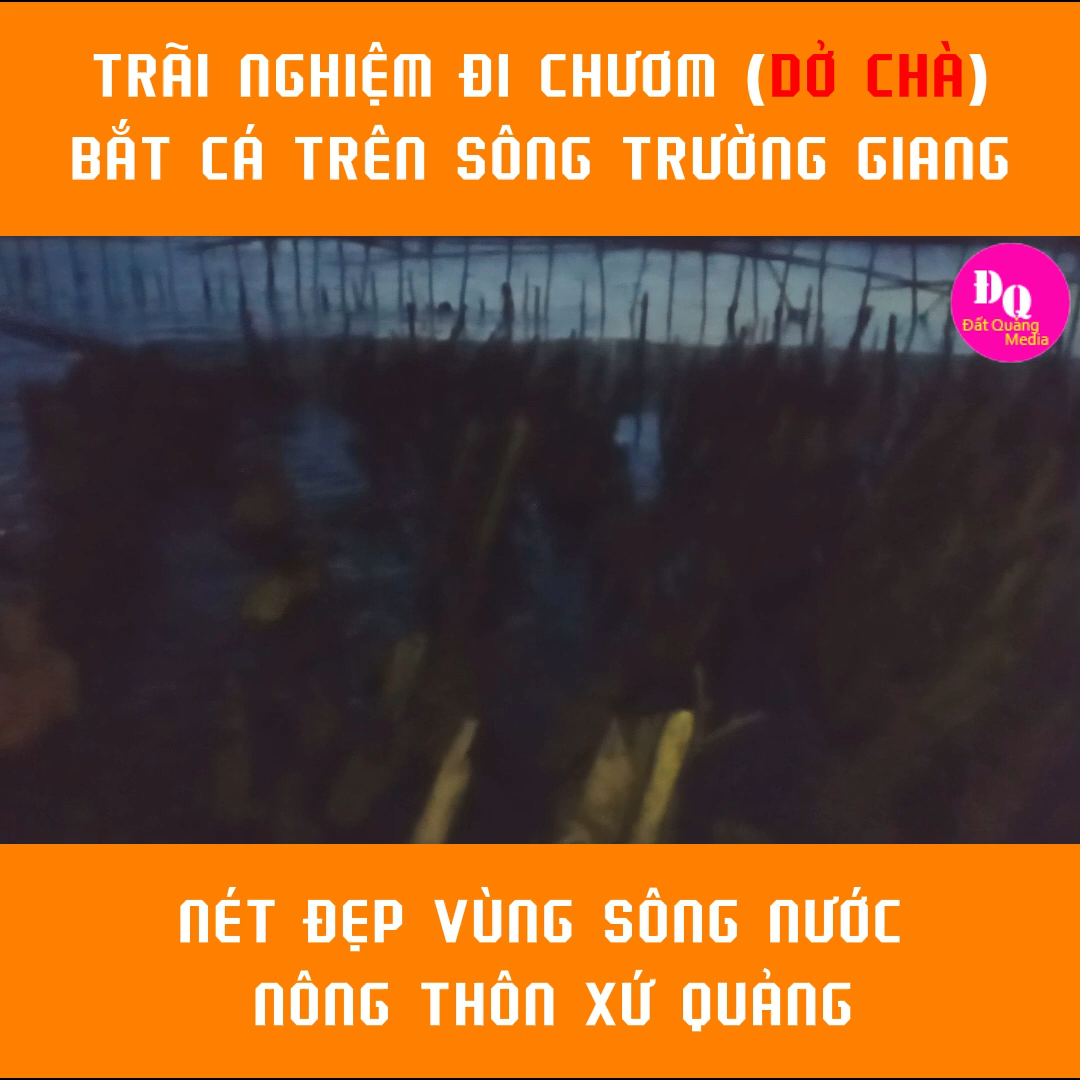 TRÃI NGHIỆM ĐI CHƯƠM (DỞ CHÀ)
BẮT CÁ TRÊN SÔNG TRƯỜNG GIANG
ĐQ
Đất Quảng
Media
NÉT ĐẸP VÙNG SÔNG NƯỚC
NÔNG THÔN XỨ QUẢNG